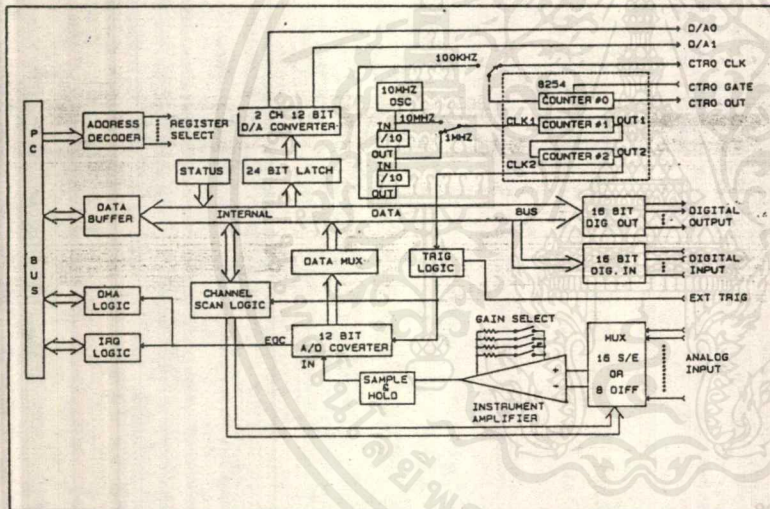 D/A0
D/A1
100KHZ
CTR0 CLK
8254
CTR0 GATE
10MHZ
OSC
COUNTER #0
CTR0 OUT
2 CH 12 BIT
D/A CONVERTER
IN
10MHZ
/10
OUT
1MHZ
CLK1
COUNTER #1
OUT1
OUT2
CLK2
COUNTER #2
IN
/10
OUT
PC
BUS
ADDRESS
DECODER
REGISTER
SELECT
STATUS
24 BIT LATCH
DATA
BUFFER
INTERNAL
DATA
BUS
16 BIT
DIG OUT
DIGITAL
OUTPUT
16 BIT
DIG. IN
DIGITAL
INPUT
DATA MUX
TRIG
LOGIC
DMA
LOGIC
CHANNEL
SCAN LOGIC
EXT TRIG
GAIN SELECT
IRQ
LOGIC
EOC
12 BIT
A/D COVERTER
IN
SAMPLE
&
HOLD
+
-
INSTRUMENT
AMPLIFIER
MUX
16 S/E
OR
8 DIFF
ANALOG
INPUT